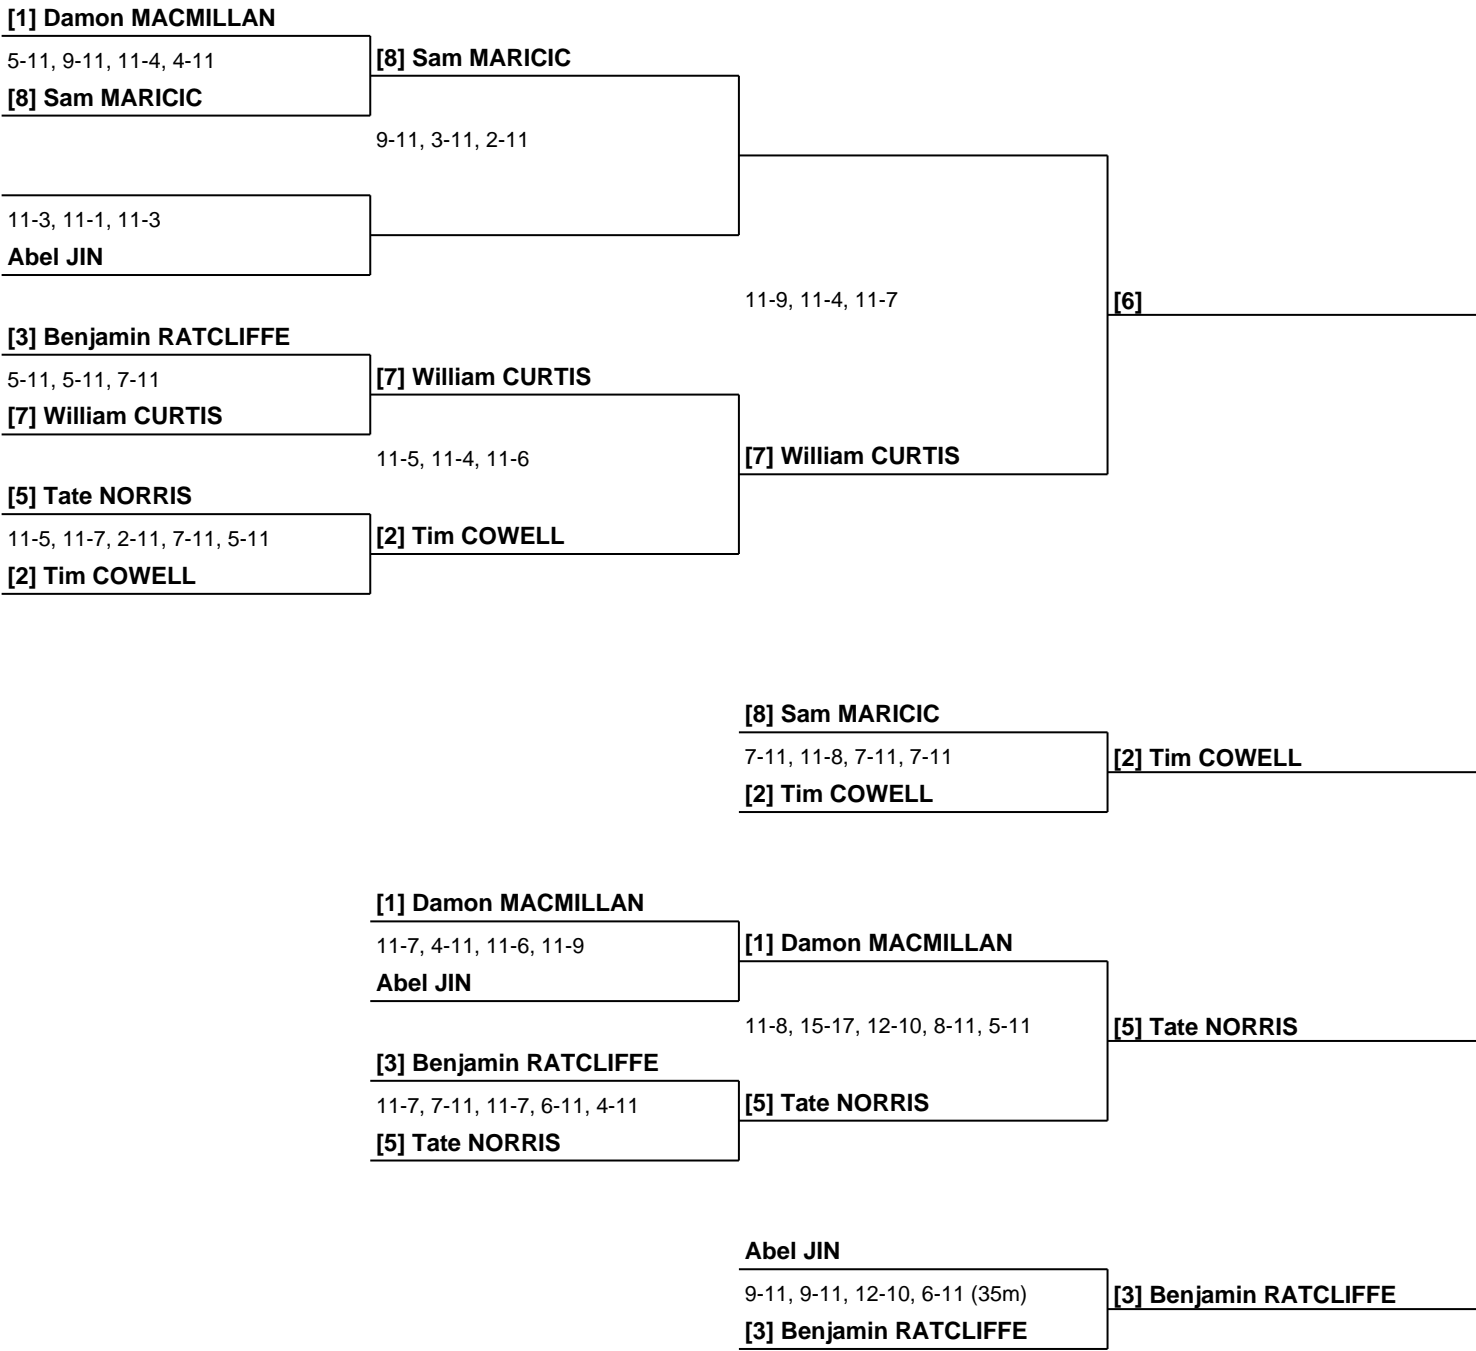 [1] Damon MACMILLAN
5-11, 9-11, 11-4, 4-11
[8] Sam MARICIC
[8] Sam MARICIC
9-11, 3-11, 2-11
11-3, 11-1, 11-3
Abel JIN
11-9, 11-4, 11-7
[6]
[3] Benjamin RATCLIFFE
5-11, 5-11, 7-11
[7] William CURTIS
[7] William CURTIS
11-5, 11-4, 11-6
[7] William CURTIS
[5] Tate NORRIS
11-5, 11-7, 2-11, 7-11, 5-11
[2] Tim COWELL
[2] Tim COWELL
[8] Sam MARICIC
7-11, 11-8, 7-11, 7-11
[2] Tim COWELL
[2] Tim COWELL
[1] Damon MACMILLAN
11-7, 4-11, 11-6, 11-9
Abel JIN
[1] Damon MACMILLAN
11-8, 15-17, 12-10, 8-11, 5-11
[5] Tate NORRIS
[3] Benjamin RATCLIFFE
11-7, 7-11, 11-7, 6-11, 4-11
[5] Tate NORRIS
[5] Tate NORRIS
Abel JIN
9-11, 9-11, 12-10, 6-11 (35m)
[3] Benjamin RATCLIFFE
[3] Benjamin RATCLIFFE